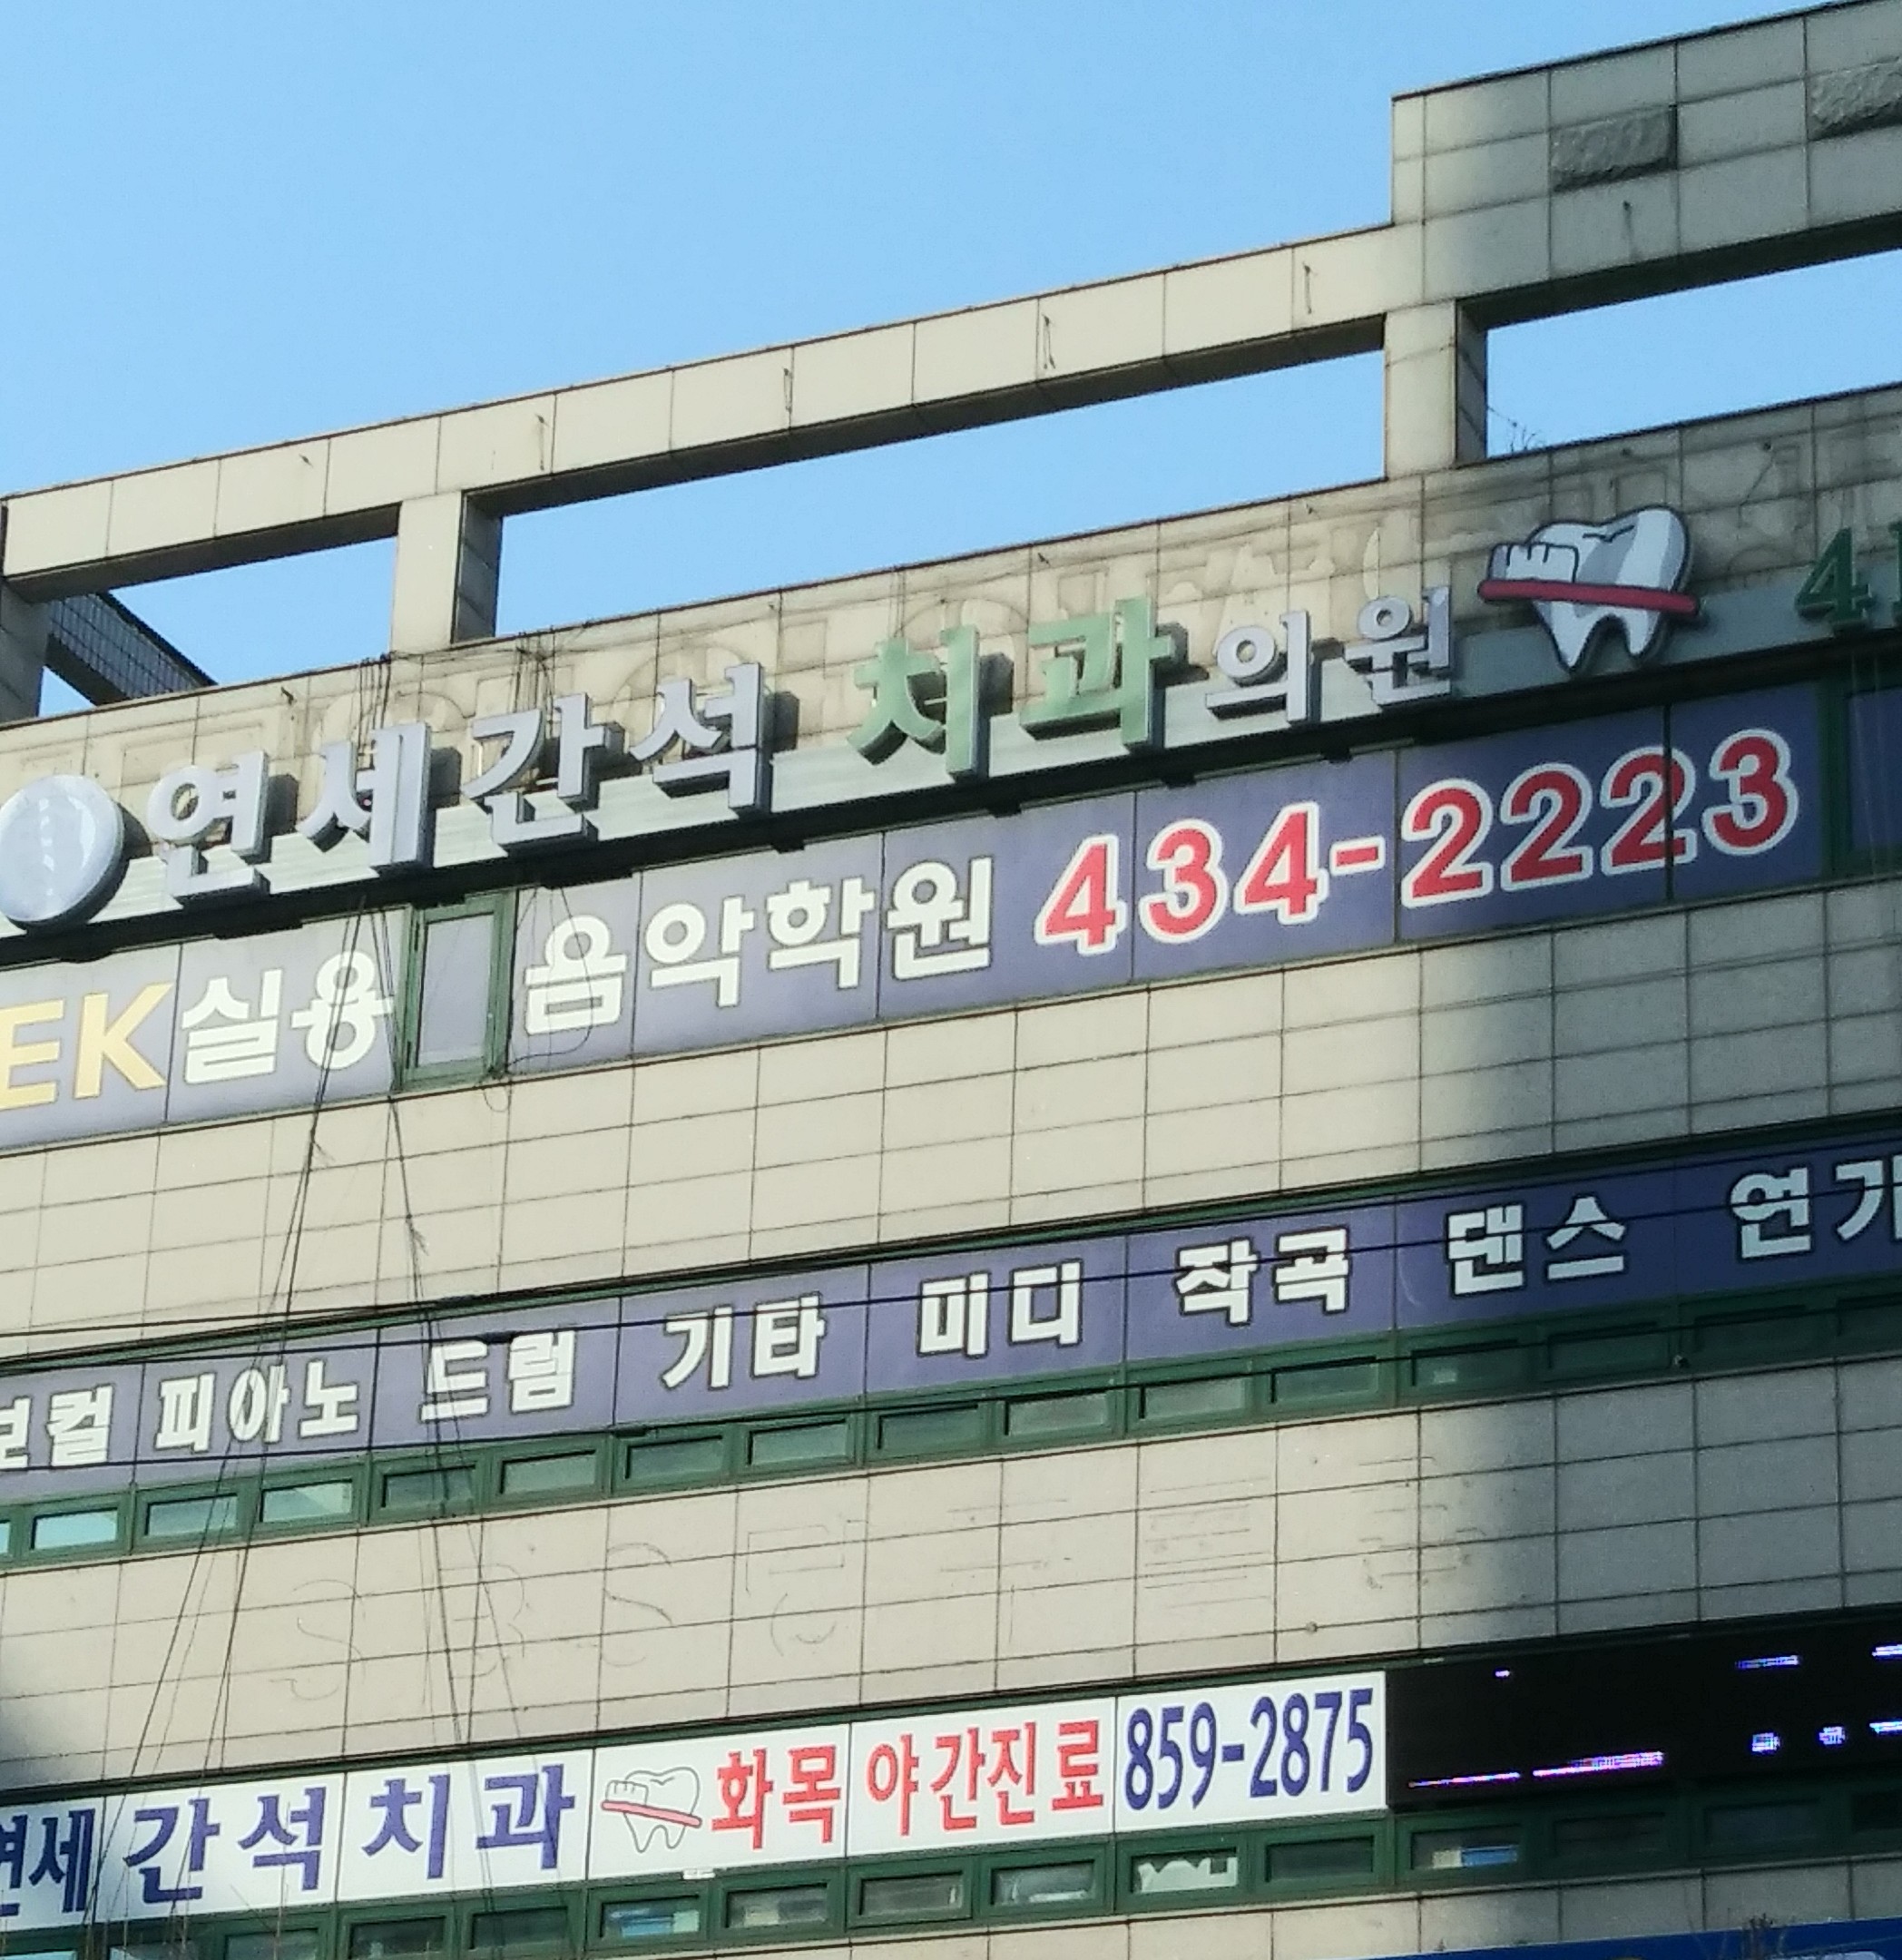 연세간석 치과의원
EK실용 음악학원 434-2223
보컬 피아노 드럼 기타 미디 작곡 댄스 연기
연세 간석치과 화목 야간진료 859-2875